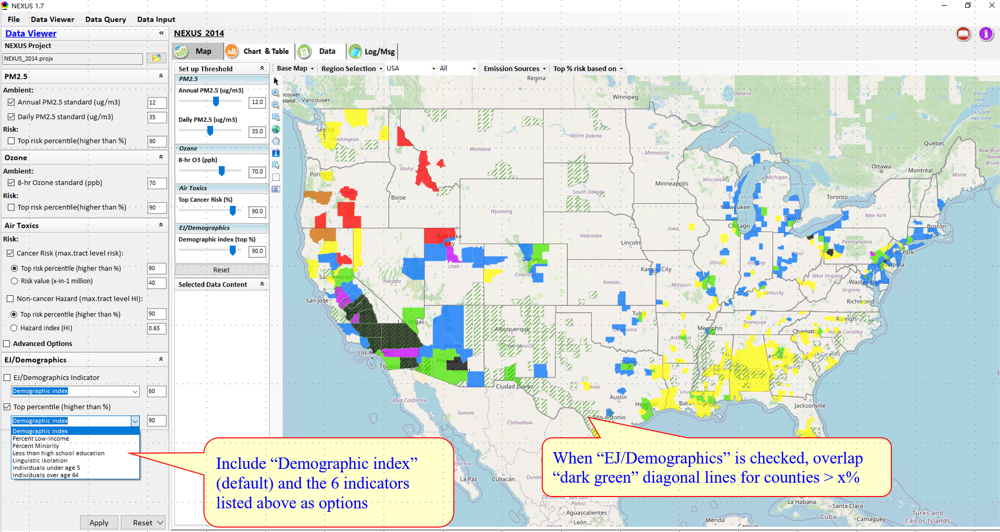 NEXUS 1.7
File Data Viewer Data Query Data Input
Data Viewer «
NEXUS Project
NEXUS_2014.projx
PM2.5
Ambient:
Annual PM2.5 standard (ug/m3) 12
Daily PM2.5 standard (ug/m3) 35
Risk:
Top risk percentile(higher than %) 90
Ozone
Ambient:
8-hr Ozone standard (ppb) 70
Risk:
Top risk percentile(higher than %) 90
Air Toxics
Risk:
Cancer Risk (max.tract level risk):
Top risk percentile (higher than %) 90
Risk value (x-in-1 million) 40
Non-cancer Hazard (max.tract level HI):
Top risk percentile (higher than %) 90
Hazard Index (HI) 0.65
Advanced Options
EJ/Demographics
EJ/Demographics Indicator
Demographic index 60
Top percentile (higher than %)
Demographic index 90
Demographic index
Percent Low-Income
Percent Minority
Less than high school education
Linguistic isolation
Individuals under age 5
Individuals over age 64
Apply Reset
NEXUS_2014
Map Chart & Table Data Log/Msg
Set up Threshold
PM2.5
Annual PM2.5 (ug/m3)
12.0
Daily PM2.5 (ug/m3)
35.0
Ozone
8-hr O3 (ppb)
70.0
Air Toxics
Top Cancer Risk (%)
90.0
EJ/Demographics
Demographic index (top %)
90.0
Reset
Selected Data Content
Base Map Region Selection USA All Emission Sources Top % risk based on
Regina
Winnipeg
Ontario
Eleuve
Saint-
Laurent,
Estuaire
maritime
ncouver
sland
Vancouver
Seattle
Washington
Montana
North Dakota
Lake Superior
Québec
New Brun
Minnesota
Ottawa
Montréal
Portland
Idaho
Wisconsin
Michigan
Maine
Minneapolis
Lake Huron
Oregon
Boise
South Dakota
Lake Michigan
Toronto
Wyoming
Milwaukee
Detroit
New York
Iowa
Chicago
Boston
Salt Lake
City
Nebraska
Lincoln
Pennsylvania
Denver
Illinois
Indiana
Ohio
New York
Philadelphia
Utah
Colorado
Kansas City
Sacramento
Nevada
Kansas
Missouri
West Virginia
Washington
Kentucky
Virginia
San Jose
Richmond
Las Vegas
Tulsa
Tennessee
Raleigh
Albuquerque
Oklahoma
Memphis
Charlotte
North Carolina
Arizona
New Mexico
Arkansas
Los Angeles
Atlanta
South Carolina
Phoenix
Dallas
Tijuana
Tucson
Ciudad Juárez
Texas
Baja California
Austin
Houston
Baton Rouge
Jacksonville
Sonora
San Antonio
Chihuahua
Florida
La Paz
Culiacán
Durang
Zacatecas
San Luis
Potosí
Aguascalientes
León
La Habana
Santa Clara
Cuba
Camagüey
Mérida
Turks and
Caicos Islands
Include “Demographic index”
(default) and the 6 indicators
listed above as options
When “EJ/Demographics” is checked, overlap
“dark green” diagonal lines for counties > x%